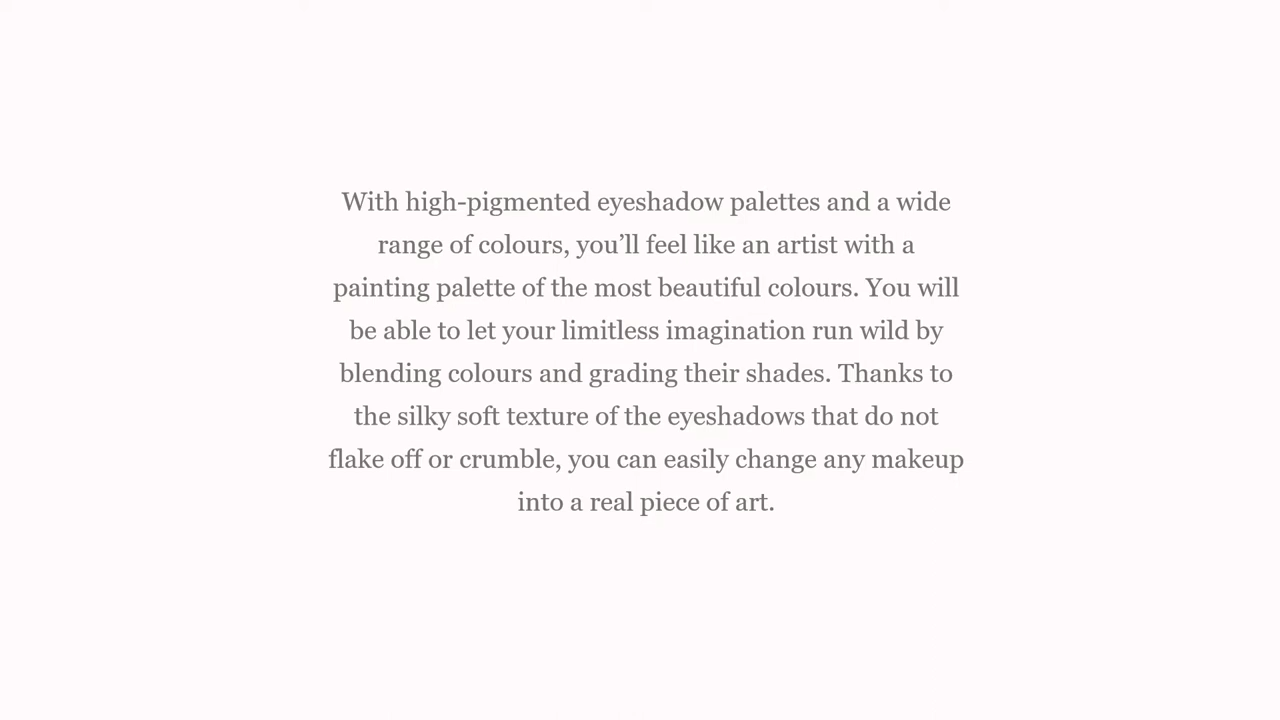 With high-pigmented eyeshadow palettes and a wide
range of colours, you’ll feel like an artist with a
painting palette of the most beautiful colours. You will
be able to let your limitless imagination run wild by
blending colours and grading their shades. Thanks to
the silky soft texture of the eyeshadows that do not
flake off or crumble, you can easily change any makeup
into a real piece of art.